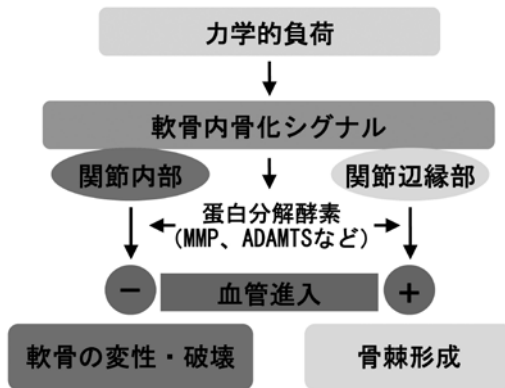 力学的負荷
軟骨内骨化シグナル
関節内部
関節辺縁部
蛋白分解酵素
(MMP、ADAMTSなど)
−
血管進入
+
軟骨の変性・破壊
骨棘形成